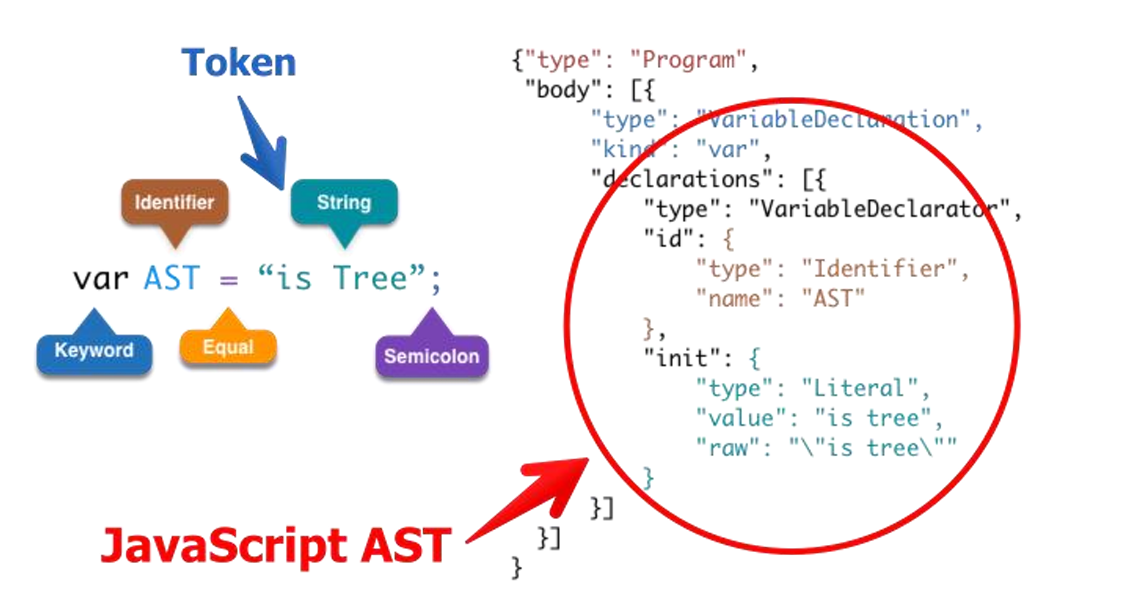 Token
Identifier
String
var AST = “is Tree”;
Keyword
Equal
Semicolon
JavaScript AST
{"type": "Program",
"body": [{
"type": "VariableDeclaration",
"kind": "var",
"declarations": [{
"type": "VariableDeclarator",
"id": {
"type": "Identifier",
"name": "AST"
},
"init": {
"type": "Literal",
"value": "is tree",
"raw": "\"is tree\""
}
}]
}]
}